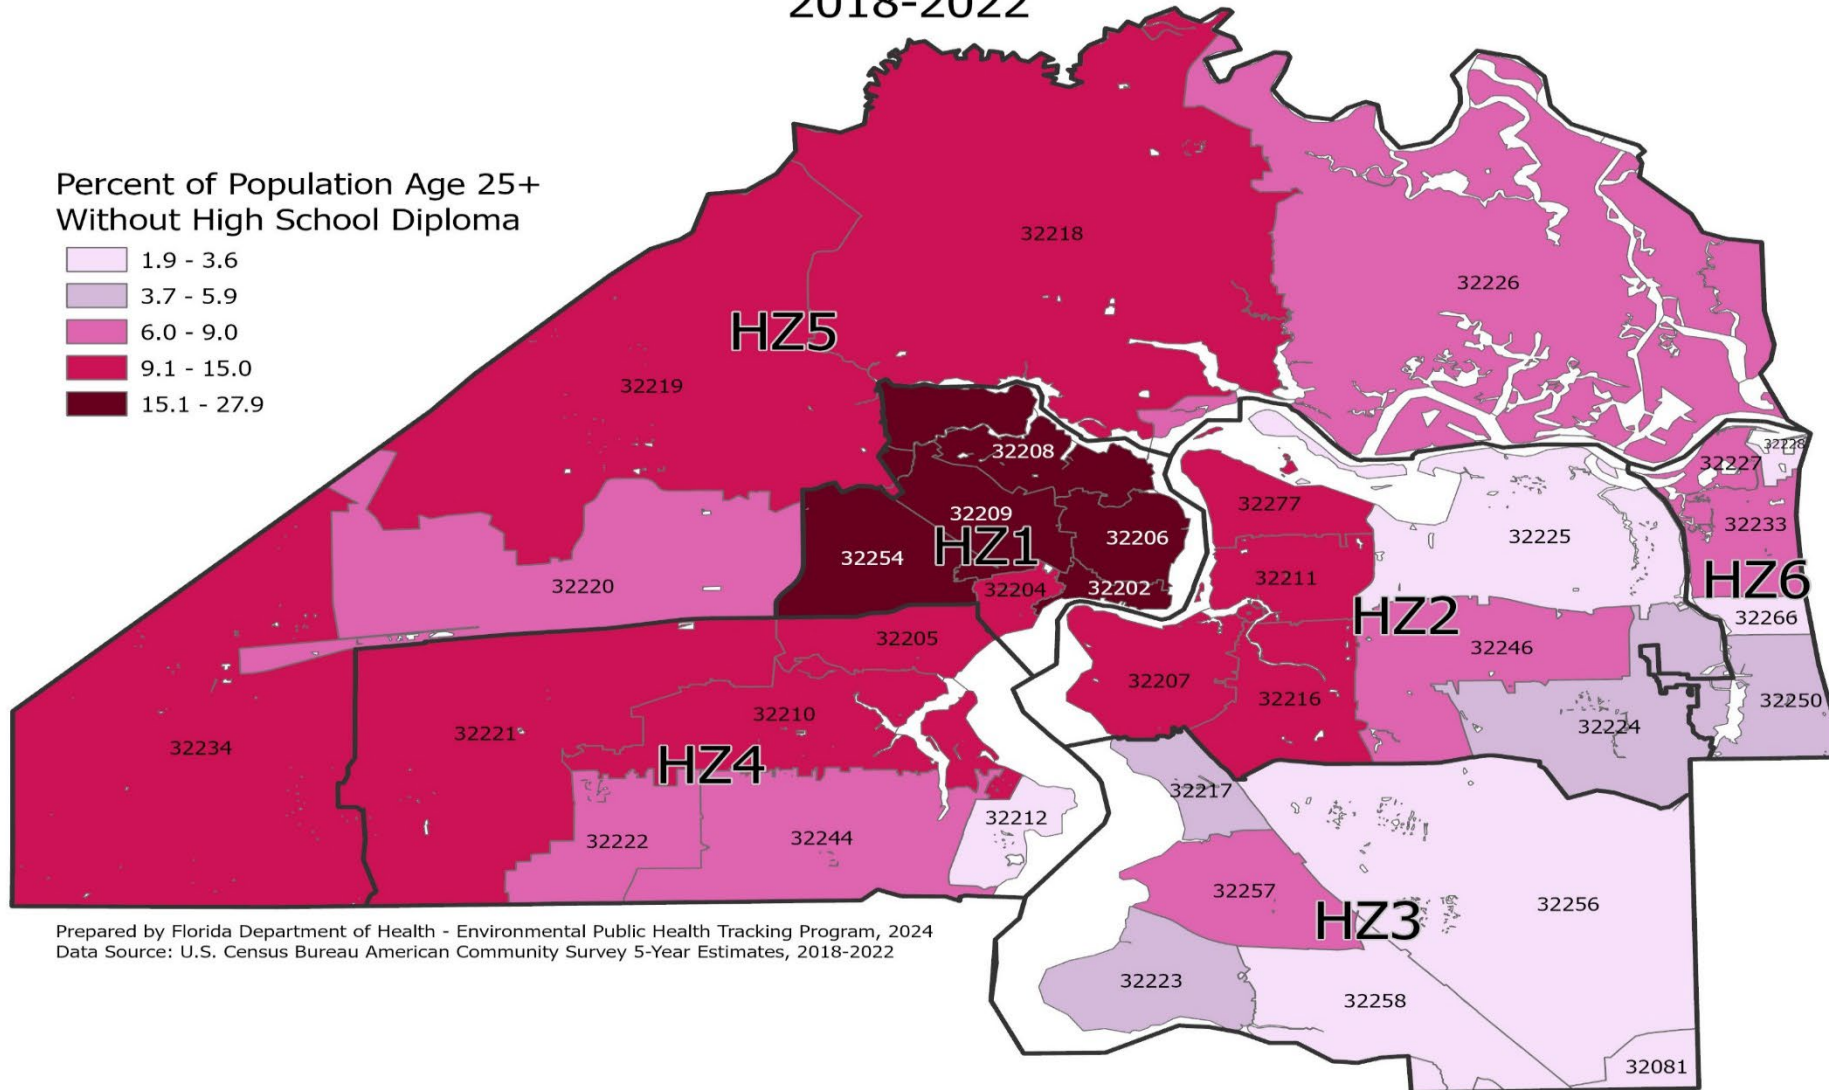 2018-2022
Percent of Population Age 25+
Without High School Diploma
1.9 - 3.6
3.7 - 5.9
6.0 - 9.0
9.1 - 15.0
15.1 - 27.9
32218
32226
HZ5
32219
32208
32228
32227
32277
32209
32206
32233
32225
HZ1
32254
32211
HZ6
32220
32204
32202
HZ2
32266
32205
32246
32207
32216
32250
32210
32224
32221
32234
HZ4
32217
32212
32222
32244
32257
HZ3
32256
32223
32258
32081
Prepared by Florida Department of Health - Environmental Public Health Tracking Program, 2024
Data Source: U.S. Census Bureau American Community Survey 5-Year Estimates, 2018-2022